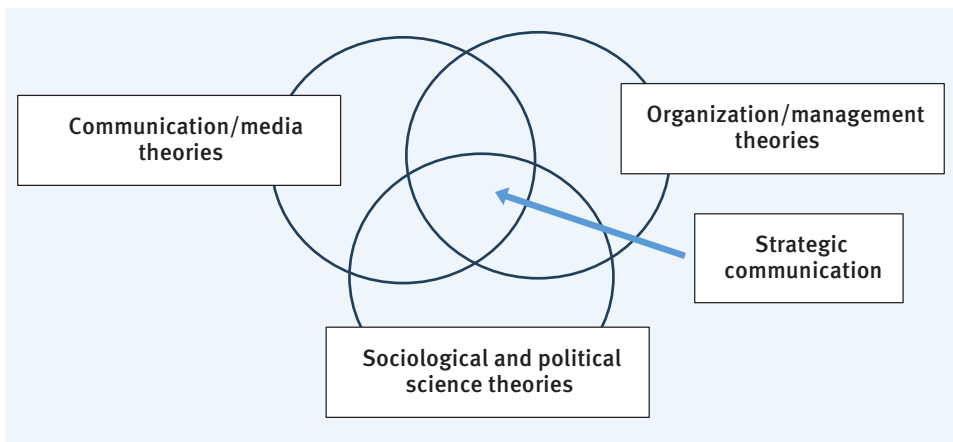 Communication/media
theories
Organization/management
theories
Strategic
communication
Sociological and political
science theories